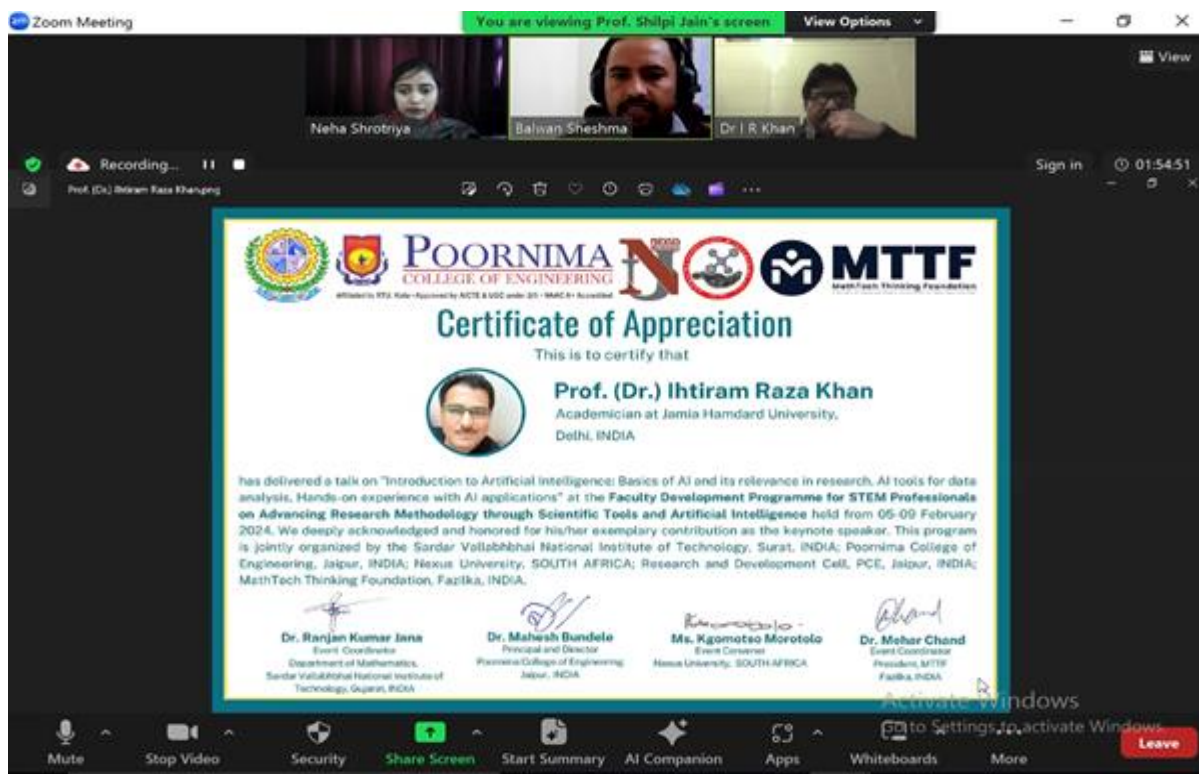 Zoom Meeting
You are viewing Prof. Shilpi Jain's screen
View Options
View
Neha Shrotriya
Balwan Sheshma
Dr I R Khan
Recording...
Sign in
01:54:51
Prof. (Dr.) Ihtiram Raza Khan.png
POORNIMA
COLLEGE OF ENGINEERING
MTTF
MathTech Thinking Foundation
Certificate of Appreciation
This is to certify that
Prof. (Dr.) Ihtiram Raza Khan
Academician at Jamia Hamdard University,
Delhi, INDIA
has delivered a talk on "Introduction to Artificial Intelligence: Basics of AI and its relevance in research, AI tools for data
analysis, Hands-on experience with AI applications" at the Faculty Development Programme for STEM Professionals
on Advancing Research Methodology through Scientific Tools and Artificial Intelligence held from 05-09 February
2024. We deeply acknowledged and honored for his/her exemplary contribution as the keynote speaker. This program
is jointly organized by the Sardar Vallabhbhai National Institute of Technology, Surat, INDIA; Poornima College of
Engineering, Jaipur, INDIA; Nexus University, SOUTH AFRICA; Research and Development Cell, PCE, Jaipur, INDIA;
MathTech Thinking Foundation, Fazilka, INDIA.
Dr. Ranjan Kumar Jana
Event Coordinator
Department of Mathematics,
Sardar Vallabhbhai National Institute of
Technology, Gujarat, INDIA
Dr. Mahesh Bundele
Principal and Director
Poornima College of Engineering
Jaipur, INDIA
Ms. Kgomotso Morotolo
Event Convener
Nexus University, SOUTH AFRICA
Dr. Mehar Chand
Event Coordinator
President, MTTF
Fazilka, INDIA
Activate Windows
Go to Settings to activate Windows.
Mute
Stop Video
Security
Share Screen
Start Summary
AI Companion
Apps
Whiteboards
More
Leave